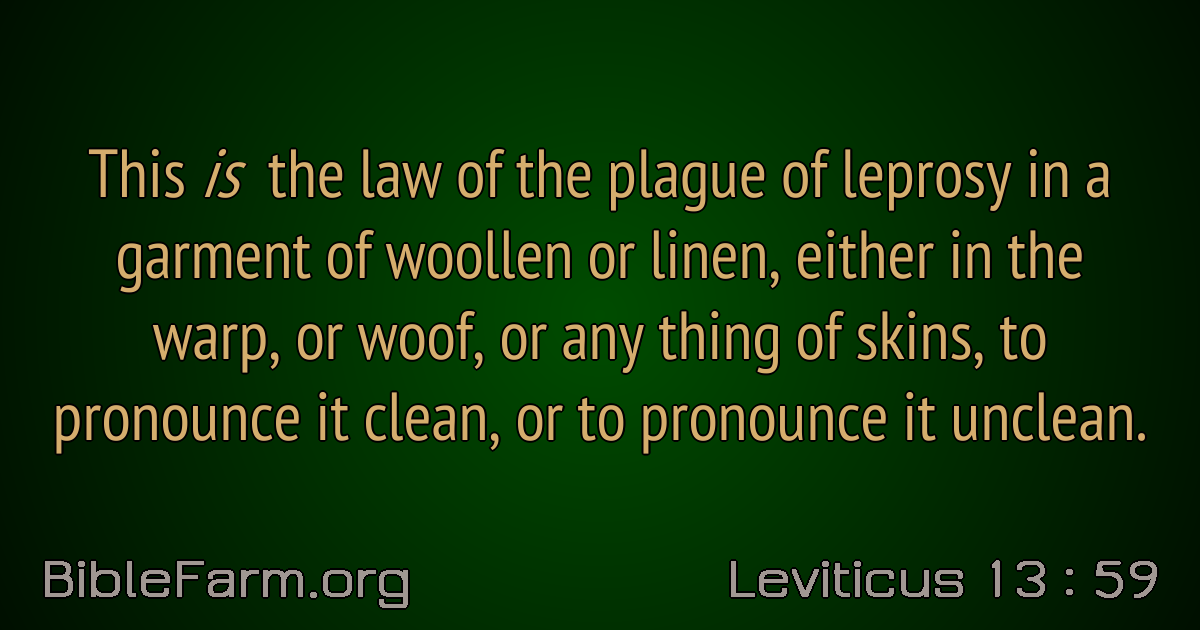 This is the law of the plague of leprosy in a
garment of woollen or linen, either in the
warp, or woof, or any thing of skins, to
pronounce it clean, or to pronounce it unclean.
BibleFarm.org
Leviticus 13 : 59